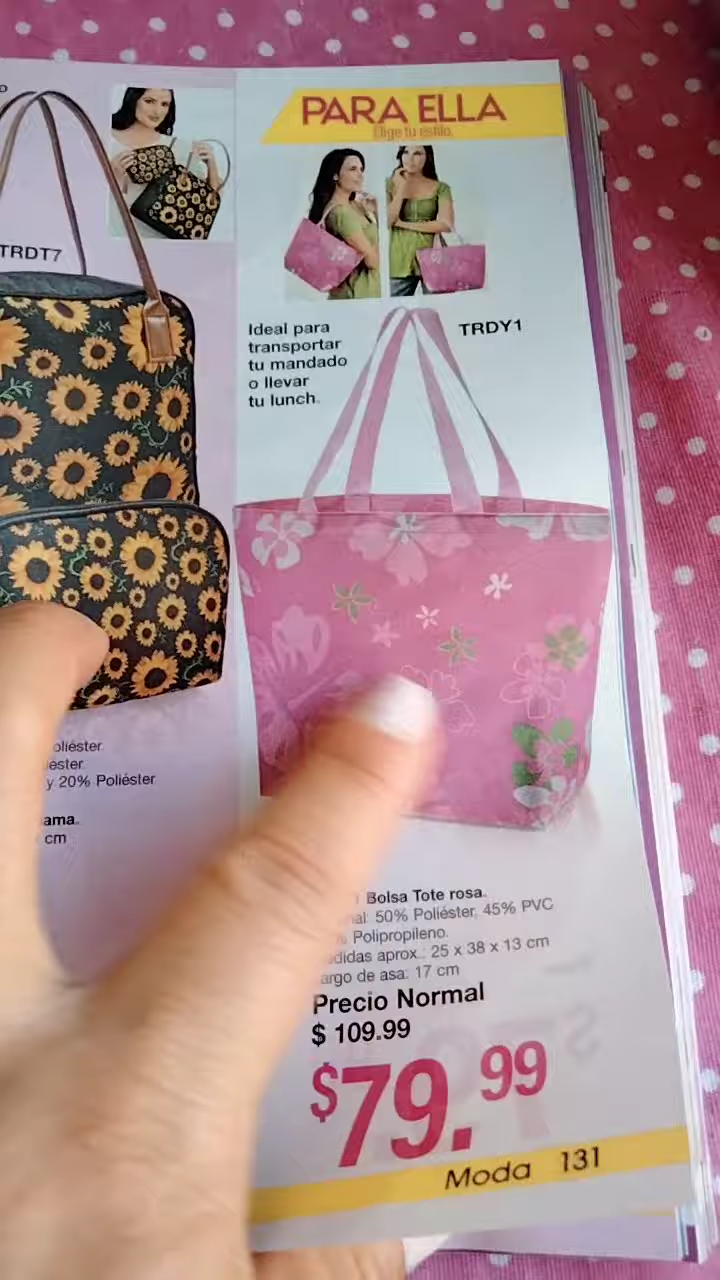 TRDT7
oliéster.
iester.
y 20% Poliéster
ama.
cm
PARA ELLA
Elige tu estilo.
Ideal para
transportar
tu mandado
o llevar
tu lunch.
TRDY1
Bolsa Tote rosa.
al: 50% Poliéster, 45% PVC
% Polipropileno.
didas aprox.: 25 x 38 x 13 cm
argo de asa: 17 cm
Precio Normal
$ 109.99
$79.99
Moda 131